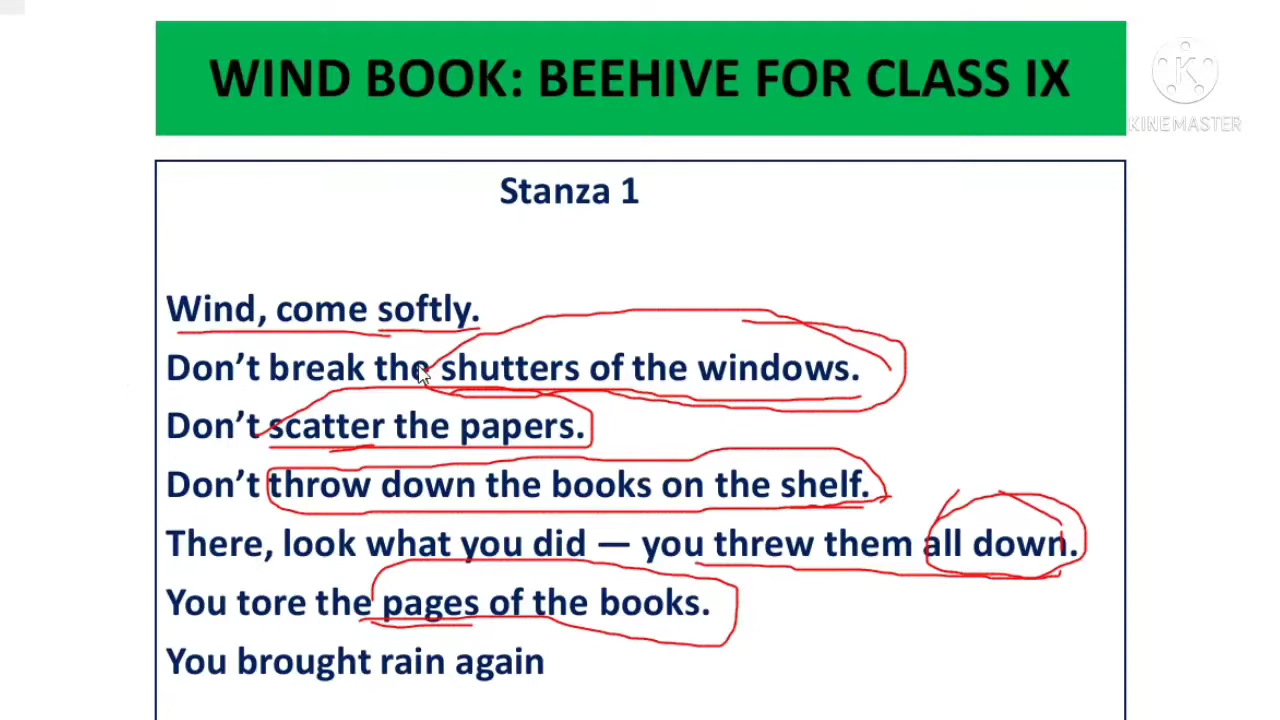 WIND BOOK: BEEHIVE FOR CLASS IX
K
KINEMASTER
Stanza 1
Wind, come softly.
Don’t break the shutters of the windows.
Don’t scatter the papers.
Don’t throw down the books on the shelf.
There, look what you did — you threw them all down.
You tore the pages of the books.
You brought rain again